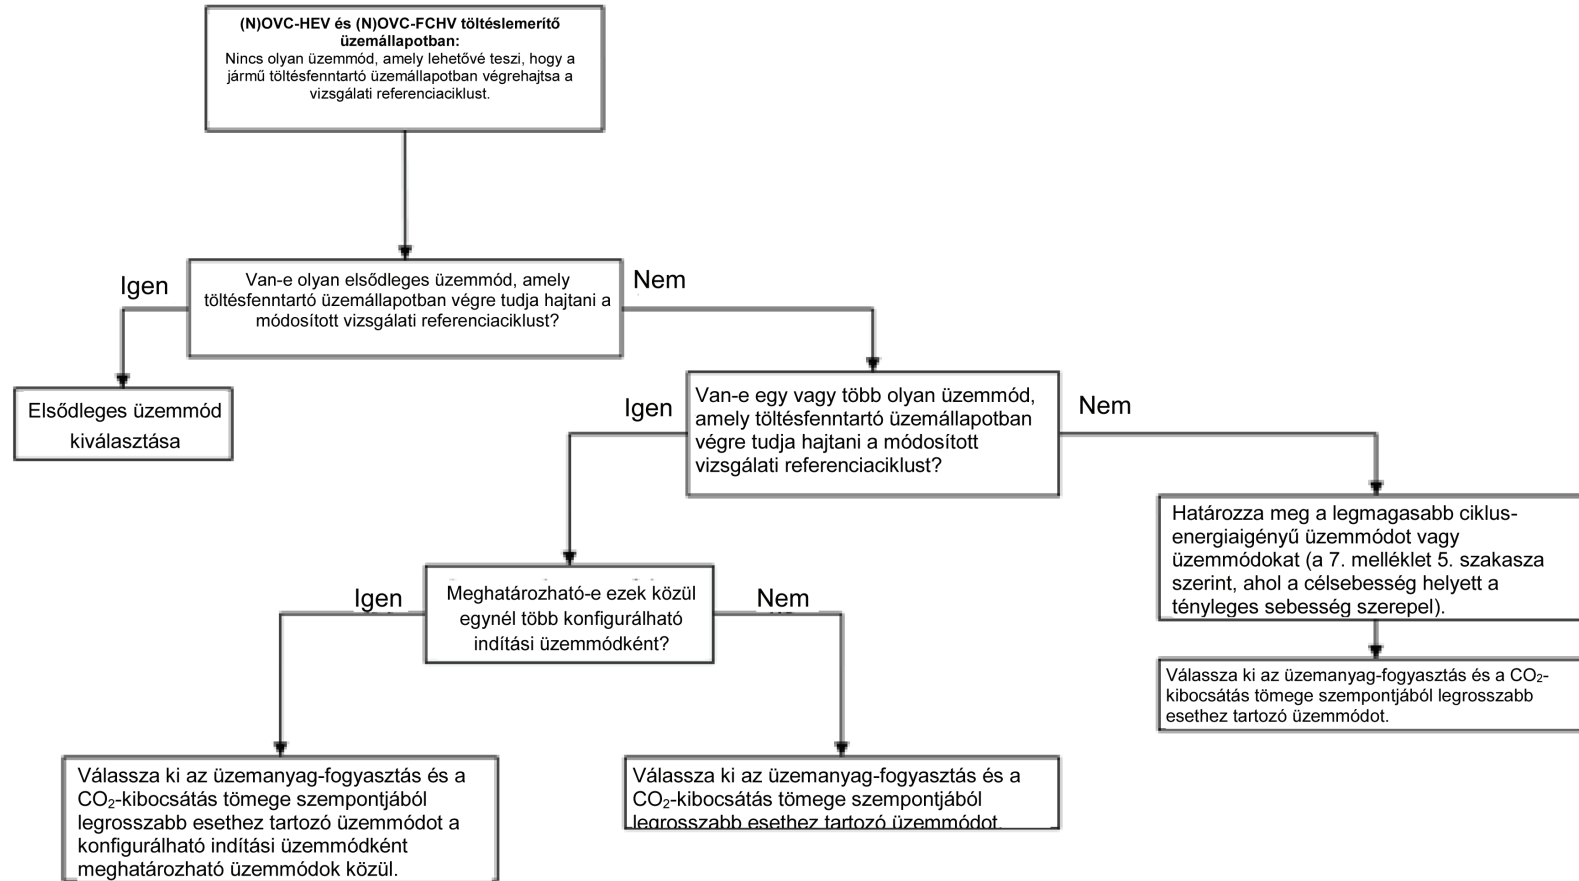 (N)OVC-HEV és (N)OVC-FCHV töltéslemerítő
üzemállapotban:
Nincs olyan üzemmód, amely lehetővé teszi, hogy a
jármű töltésfenntartó üzemállapotban végrehajtsa a
vizsgálati referenciaciklust.
Igen
Van-e olyan elsődleges üzemmód, amely
töltésfenntartó üzemállapotban végre tudja hajtani a
módosított vizsgálati referenciaciklust?
Nem
Elsődleges üzemmód
kiválasztása
Igen
Van-e egy vagy több olyan üzemmód,
amely töltésfenntartó üzemállapotban
végre tudja hajtani a módosított
vizsgálati referenciaciklust?
Nem
Határozza meg a legmagasabb ciklus-
energiaigényű üzemmódot vagy
üzemmódokat (a 7. melléklet 5. szakasza
szerint, ahol a célsebesség helyett a
tényleges sebesség szerepel).
Igen
Meghatározható-e ezek közül
egynél több konfigurálható
indítási üzemmódként?
Nem
Válassza ki az üzemanyag-fogyasztás és a CO₂-
kibocsátás tömege szempontjából legrosszabb
esethez tartozó üzemmódot.
Válassza ki az üzemanyag-fogyasztás és a
CO₂-kibocsátás tömege szempontjából
legrosszabb esethez tartozó üzemmódot a
konfigurálható indítási üzemmódként
meghatározható üzemmódok közül.
Válassza ki az üzemanyag-fogyasztás és a
CO₂-kibocsátás tömege szempontjából
legrosszabb esethez tartozó üzemmódot.